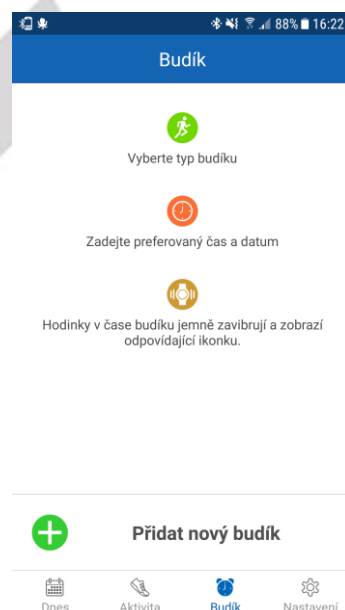 88% 16:22
Budík
Vyberte typ budíku
Zadejte preferovaný čas a datum
Hodinky v čase budíku jemně zavibrují a zobrazí
odpovídající ikonku.
Přidat nový budík
Dnes Aktivita Budík Nastavení